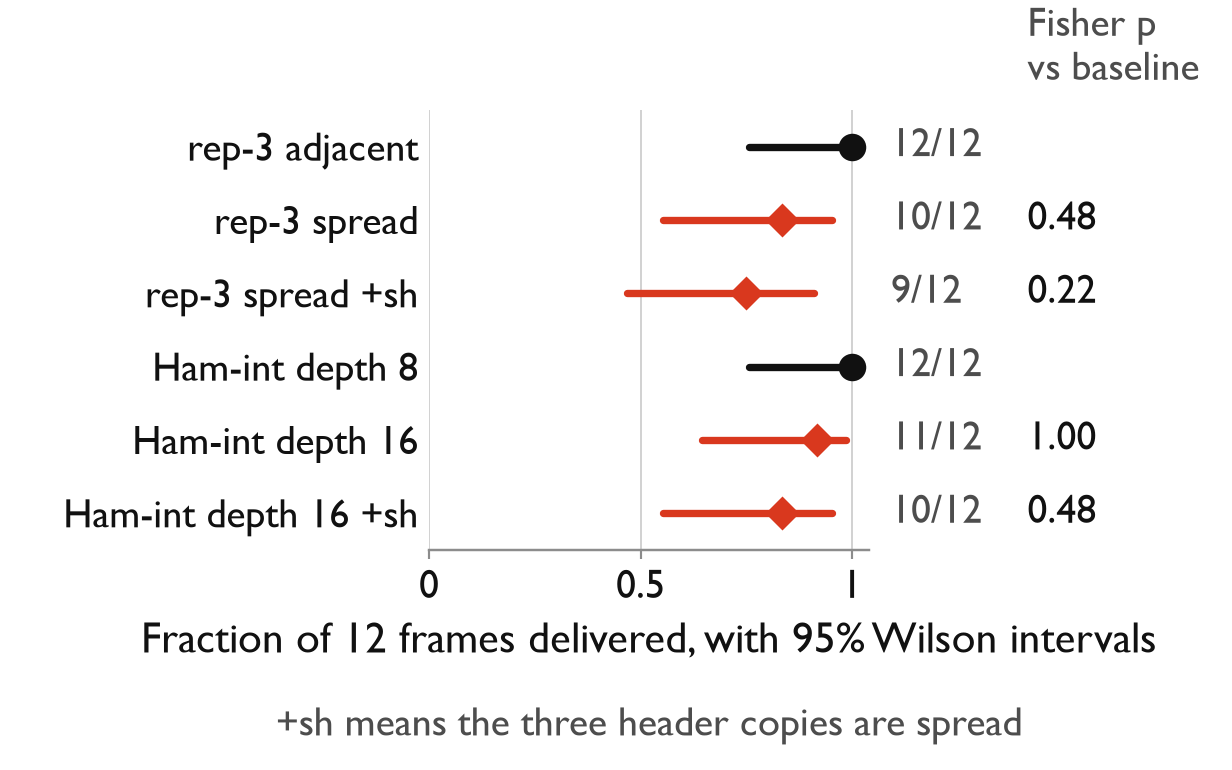 Fisher p
vs baseline
rep-3 adjacent 12/12
rep-3 spread 10/12 0.48
rep-3 spread +sh 9/12 0.22
Ham-int depth 8 12/12
Ham-int depth 16 11/12 1.00
Ham-int depth 16 +sh 10/12 0.48
0 0.5 1
Fraction of 12 frames delivered, with 95% Wilson intervals
+sh means the three header copies are spread